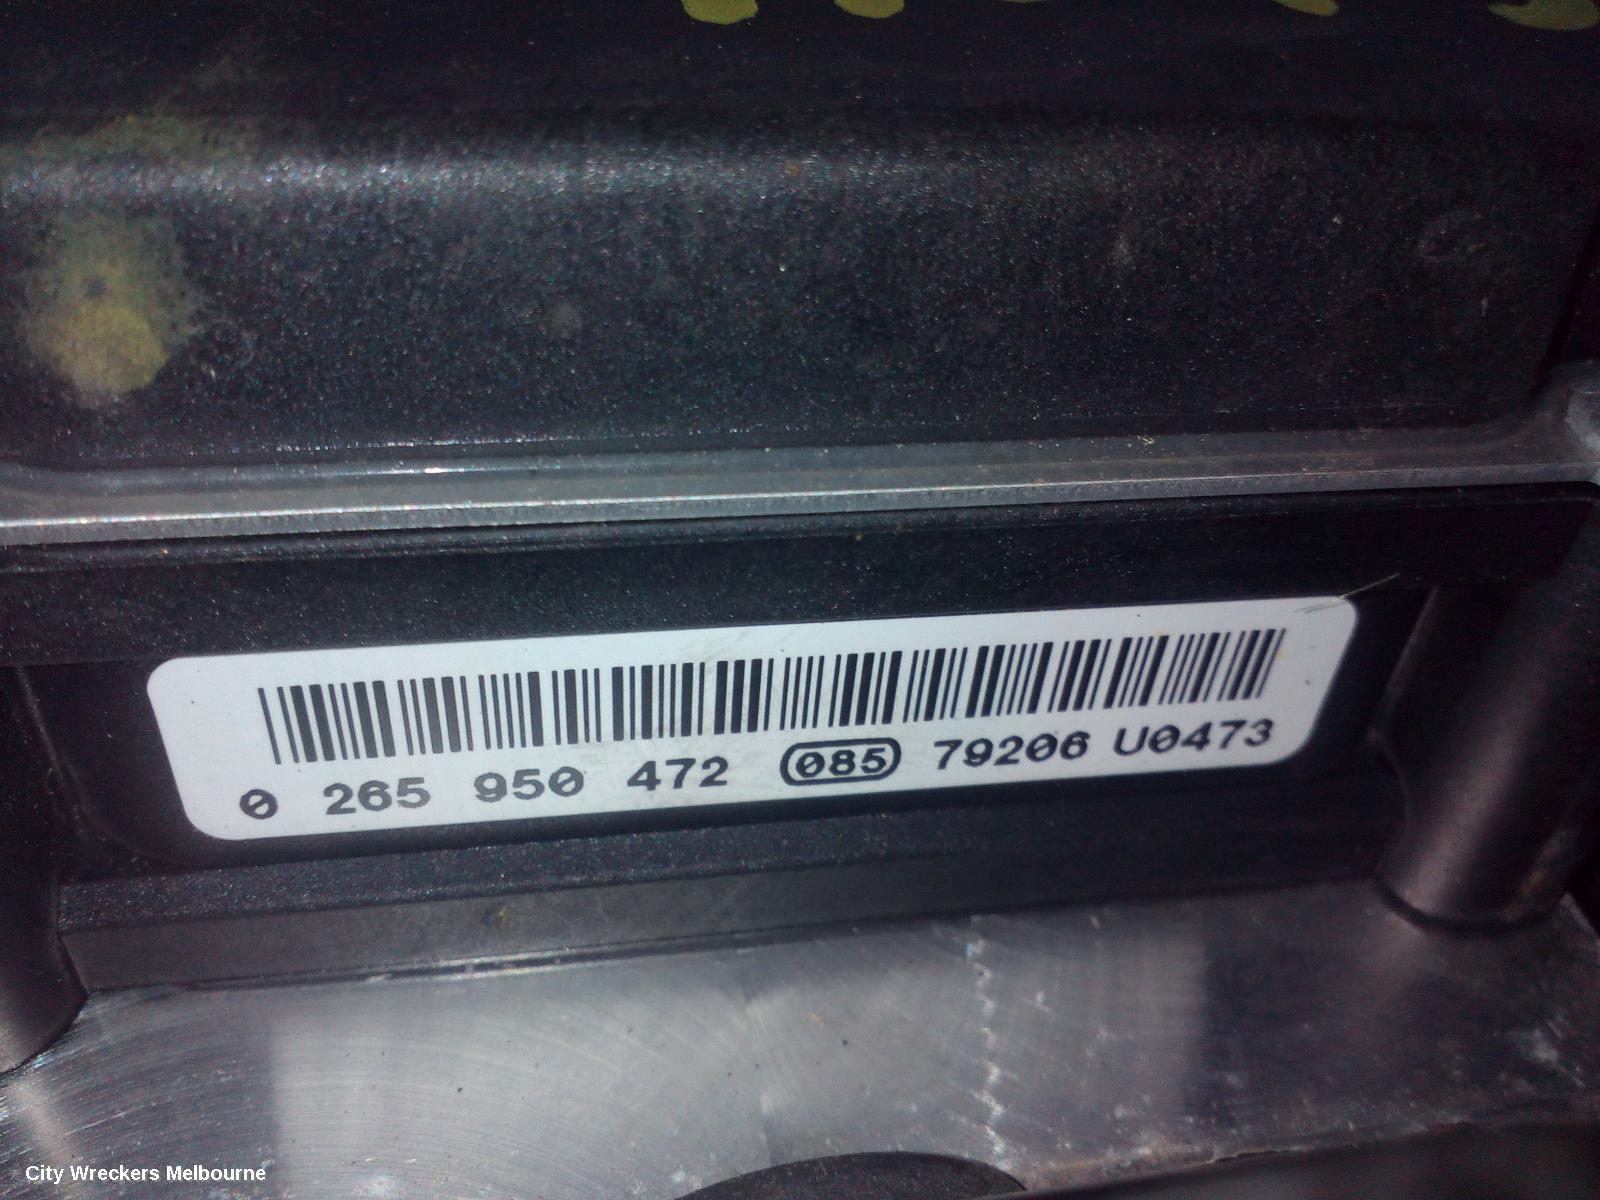 0 265 950 472 085 79206 U0473
City Wreckers Melbourne